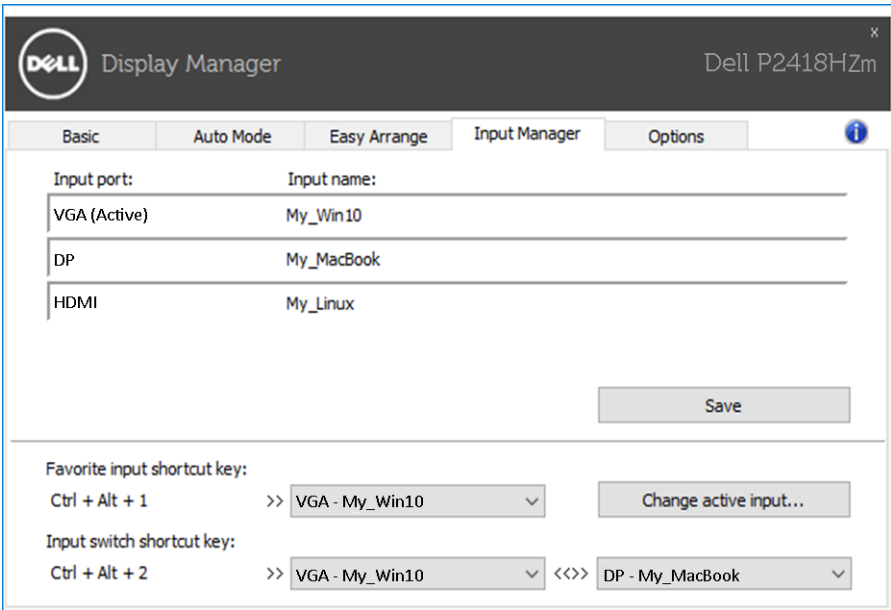 DELL Display Manager Dell P2418HZm x
Basic Auto Mode Easy Arrange Input Manager Options i
Input port: Input name:
VGA (Active) My_Win10
DP My_MacBook
HDMI My_Linux
Save
Favorite input shortcut key:
Ctrl + Alt + 1 >> VGA - My_Win10 Change active input...
Input switch shortcut key:
Ctrl + Alt + 2 >> VGA - My_Win10 <<>> DP - My_MacBook